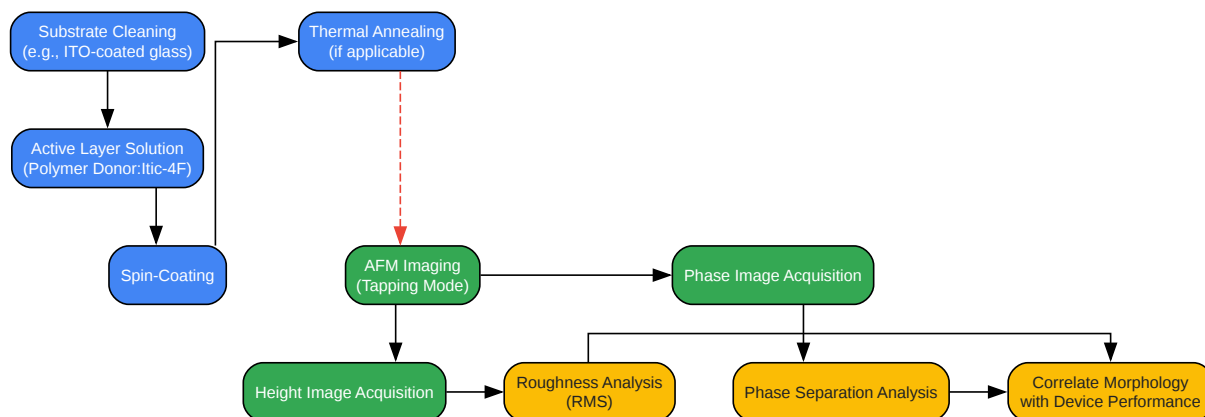 Substrate Cleaning
(e.g., ITO-coated glass)
Thermal Annealing
(if applicable)
Active Layer Solution
(Polymer Donor:Itic-4F)
Spin-Coating
AFM Imaging
(Tapping Mode)
Phase Image Acquisition
Height Image Acquisition
Roughness Analysis
(RMS)
Phase Separation Analysis
Correlate Morphology
with Device Performance